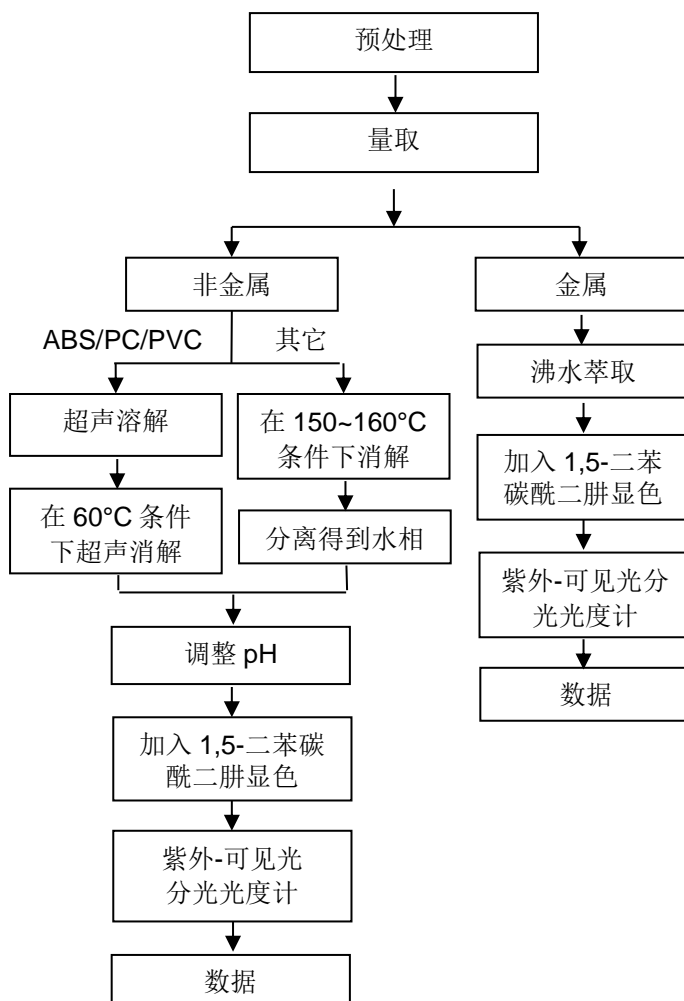 预处理
量取
非金属
金属
ABS/PC/PVC
其它
沸水萃取
超声溶解
在 150~160°C
条件下消解
加入 1,5-二苯
碳酰二肼显色
在 60°C 条件
下超声消解
分离得到水相
紫外-可见光分
光光度计
调整 pH
数据
加入 1,5-二苯碳
酰二肼显色
紫外-可见光
分光光度计
数据